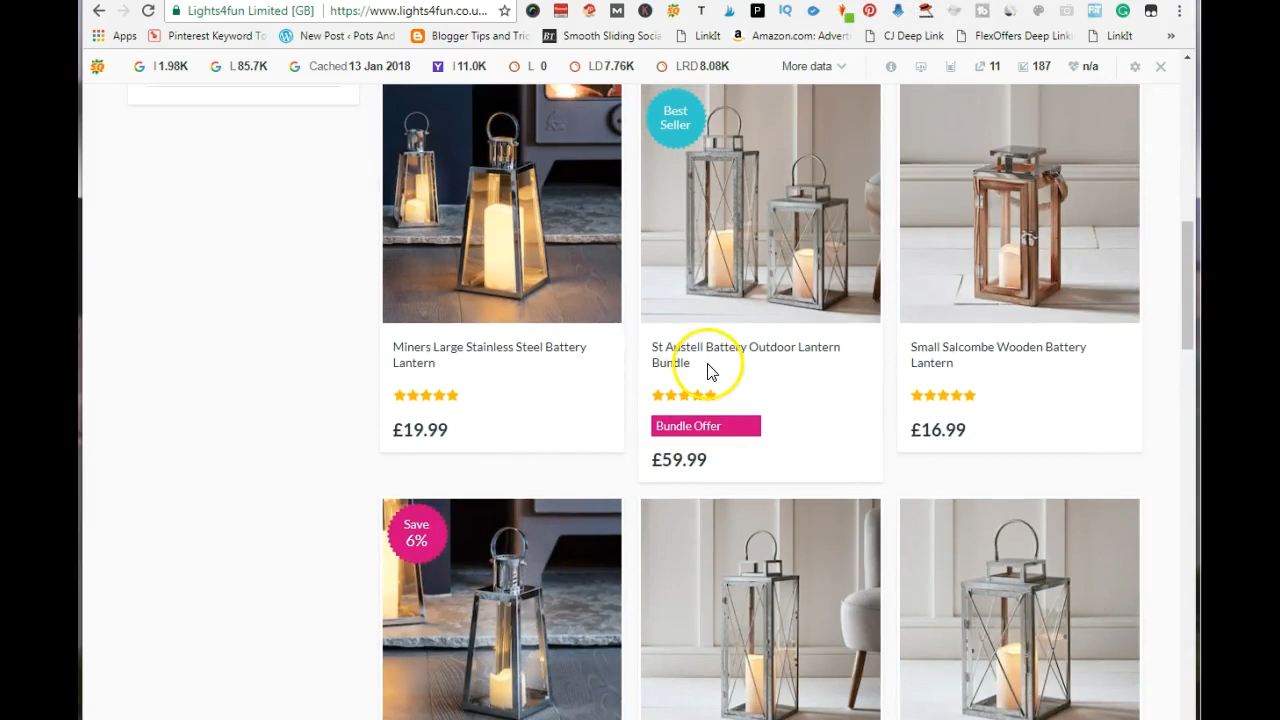 Lights4fun Limited [GB]
https://www.lights4fun.co.u...
Apps
Pinterest Keyword To
New Post ‹ Pots And
Blogger Tips and Tric
BT
Smooth Sliding Socia
LinkIt
Amazon.com: Adverti
CJ Deep Link
FlexOffers Deep Link
LinkIt
»
I 1.98K
L 85.7K
Cached 13 Jan 2018
I 11.0K
L 0
LD 7.76K
LRD 8.08K
More data
11
187
n/a
Best
Seller
Miners Large Stainless Steel Battery
Lantern
£19.99
St Austell Battery Outdoor Lantern
Bundle
Bundle Offer
£59.99
Small Salcombe Wooden Battery
Lantern
£16.99
Save
6%